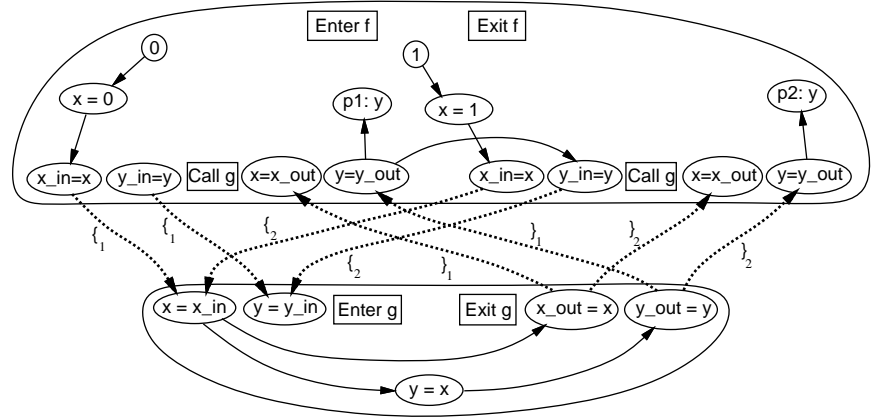 Enter f
Exit f
0
1
x = 0
p1: y
x = 1
p2: y
x_in=x
y_in=y
Call g
x=x_out
y=y_out
x_in=x
y_in=y
Call g
x=x_out
y=y_out
{1
{1
{2
{2
}1
}1
}2
}2
x = x_in
y = y_in
Enter g
Exit g
x_out = x
y_out = y
y = x